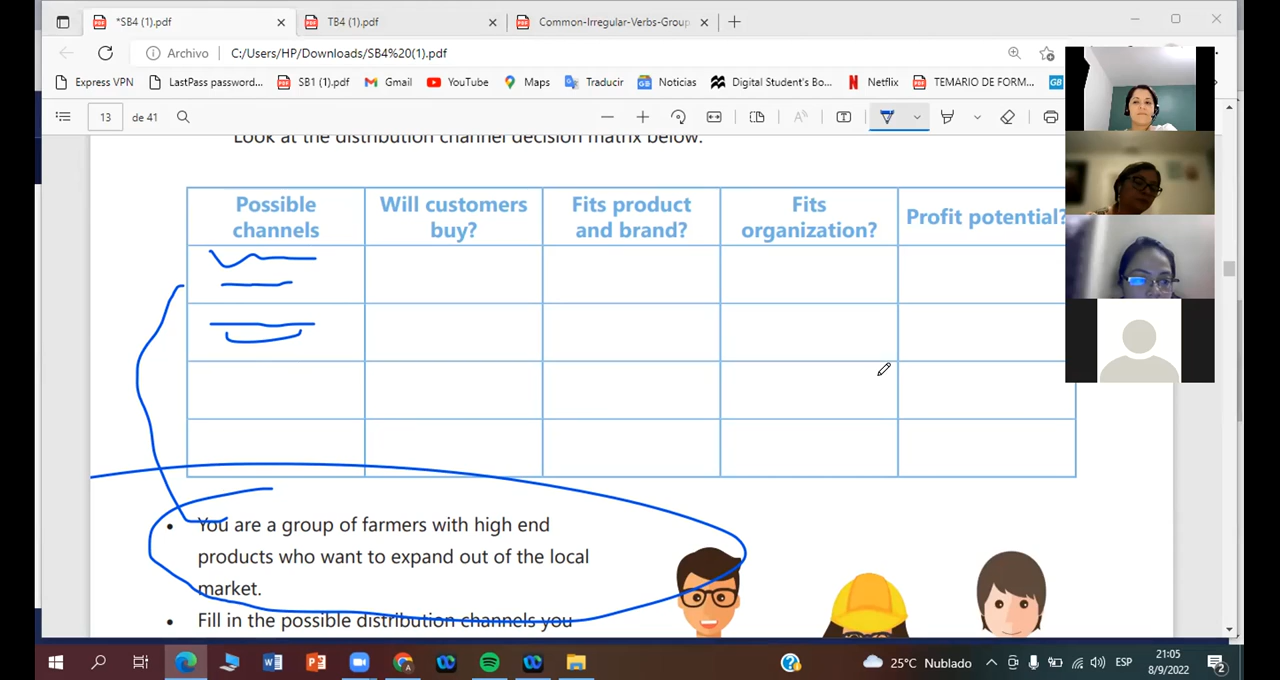 *SB4 (1).pdf
TB4 (1).pdf
Common-Irregular-Verbs-Group
Archivo
C:/Users/HP/Downloads/SB4%20(1).pdf
Express VPN
LastPass password...
SB1 (1).pdf
Gmail
YouTube
Maps
Traducir
Noticias
Digital Student's Bo...
Netflix
TEMARIO DE FORM...
GB
13
de 41
Look at the distribution channel decision matrix below.
Possible
channels
Will customers
buy?
Fits product
and brand?
Fits
organization?
Profit potential?
You are a group of farmers with high end
products who want to expand out of the local
market.
Fill in the possible distribution channels you
25°C Nublado
ESP
21:05
8/9/2022
2